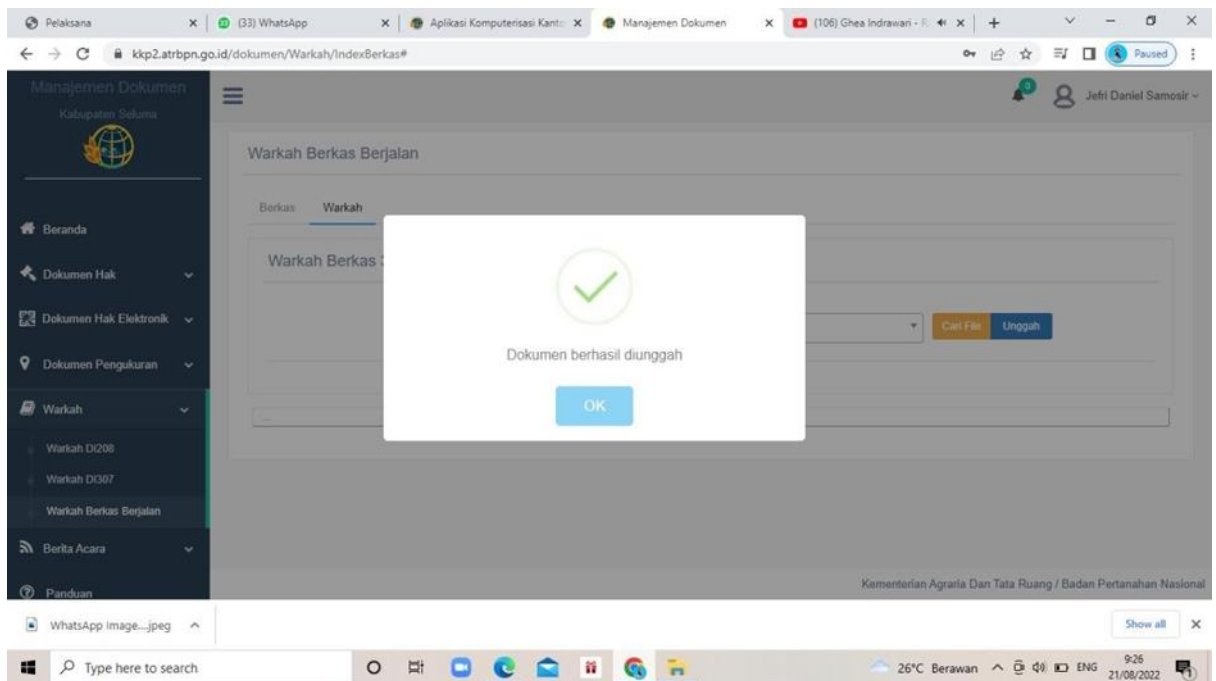 Pelaksana
(33) WhatsApp
Aplikasi Komputerisasi Kanto
Manajemen Dokumen
(106) Ghea Indrawari - R
kkp2.atrbpn.go.id/dokumen/Warkah/IndexBerkas#
Paused
Manajemen Dokumen
Kabupaten Seluma
0
Jefri Daniel Samosir
Warkah Berkas Berjalan
Berkas Warkah
Beranda
Warkah Berkas
Dokumen Hak
Dokumen Hak Elektronik
Cari File Unggah
Dokumen Pengukuran
Dokumen berhasil diunggah
Warkah
OK
...
Warkah DI208
Warkah DI307
Warkah Berkas Berjalan
Berita Acara
Panduan
Kementerian Agraria Dan Tata Ruang / Badan Pertanahan Nasional
WhatsApp Image....jpeg
Show all
Type here to search
26°C Berawan
ENG
9:26
21/08/2022
1